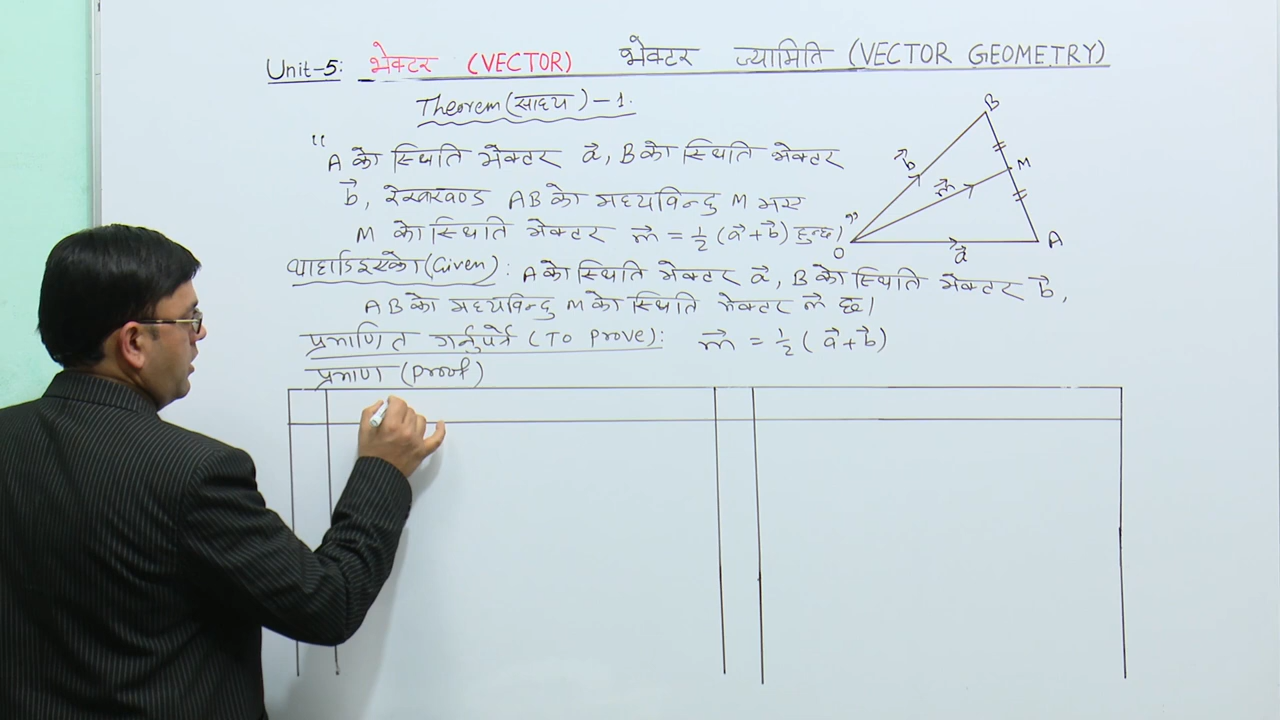 Unit-5: भेक्टर (VECTOR) भेक्टर ज्यामिति (VECTOR GEOMETRY)
Theorem (साध्य) - 1.
"A को स्थिति भेक्टर a⃗, B को स्थिति भेक्टर
b⃗, रेखाखण्ड AB को मध्यविन्दु M भए
M को स्थिति भेक्टर m⃗ = 1/2 (a⃗ + b⃗) हुन्छ।"
थाहादिइएको (Given): A को स्थिति भेक्टर a⃗, B को स्थिति भेक्टर b⃗,
AB को मध्यविन्दु M को स्थिति भेक्टर m⃗ छ।
प्रमाणित गर्नुपर्ने (To prove): m⃗ = 1/2 (a⃗ + b⃗)
प्रमाण (proof)
B
b⃗
M
m⃗
O
a⃗
A